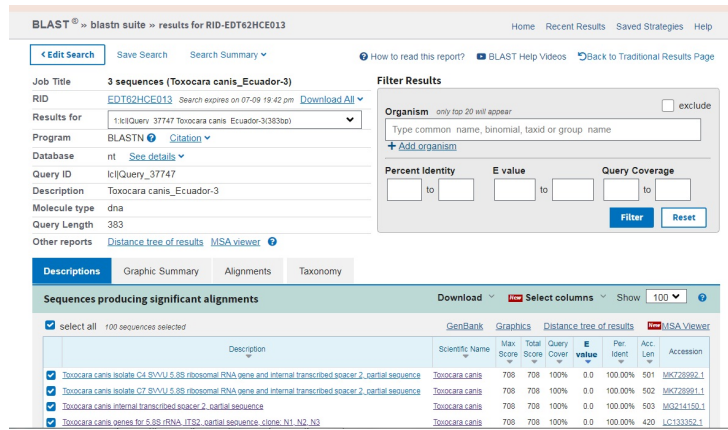 BLAST ® » blastn suite » results for RID-EDT62HCE013
Home Recent Results Saved Strategies Help
< Edit Search Save Search Search Summary
How to read this report? BLAST Help Videos Back to Traditional Results Page
Job Title 3 sequences (Toxocara canis_Ecuador-3)
RID EDT62HCE013 Search expires on 07-09 19:42 pm Download All
Results for 1:lcl|Query_37747 Toxocara canis_Ecuador-3(383bp)
Program BLASTN Citation
Database nt See details
Query ID lcl|Query_37747
Description Toxocara canis_Ecuador-3
Molecule type dna
Query Length 383
Other reports Distance tree of results MSA viewer
Filter Results
Organism only top 20 will appear exclude
Type common name, binomial, taxid or group name
+ Add organism
Percent Identity E value Query Coverage
to to to
Filter Reset
Descriptions Graphic Summary Alignments Taxonomy
Sequences producing significant alignments Download New Select columns Show 100
select all 100 sequences selected GenBank Graphics Distance tree of results New MSA Viewer
Description Scientific Name Max Score Total Score Query Cover E value Per. Ident Acc. Len Accession
Toxocara canis isolate C4 SVVU 5.8S ribosomal RNA gene and internal transcribed spacer 2, partial sequence Toxocara canis 708 708 100% 0.0 100.00% 501 MK728992.1
Toxocara canis isolate C7 SVVU 5.8S ribosomal RNA gene and internal transcribed spacer 2, partial sequence Toxocara canis 708 708 100% 0.0 100.00% 502 MK728991.1
Toxocara canis internal transcribed spacer 2, partial sequence Toxocara canis 708 708 100% 0.0 100.00% 503 MG214150.1
Toxocara canis genes for 5.8S rRNA, ITS2, partial sequence, clone: N1, N2, N3 Toxocara canis 708 708 100% 0.0 100.00% 420 LC133352.1